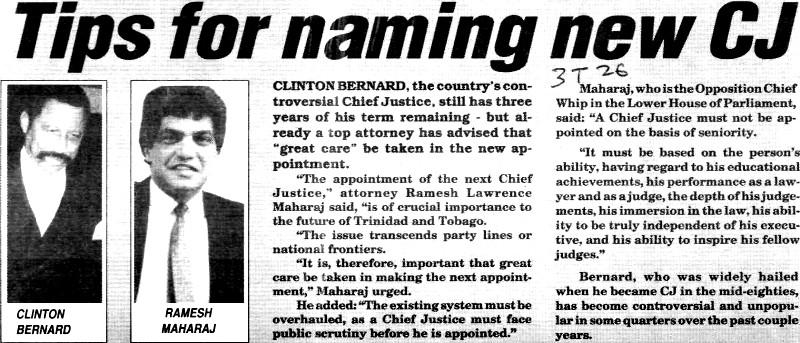 Tips for naming new CJ
3 T 26
CLINTON
BERNARD
RAMESH
MAHARAJ
CLINTON BERNARD, the country's con-
troversial Chief Justice, still has three
years of his term remaining - but al-
ready a top attorney has advised that
"great care" be taken in the new ap-
pointment.
"The appointment of the next Chief
Justice," attorney Ramesh Lawrence
Maharaj said, "is of crucial importance to
the future of Trinidad and Tobago.
"The issue transcends party lines or
national frontiers.
"It is, therefore, important that great
care be taken in making the next appoint-
ment," Maharaj urged.
He added: "The existing system must be
overhauled, as a Chief Justice must face
public scrutiny before he is appointed."
Maharaj, who is the Opposition Chief
Whip in the Lower House of Parliament,
said: "A Chief Justice must not be ap-
pointed on the basis of seniority.
"It must be based on the person's
ability, having regard to his educational
achievements, his performance as a law-
yer and as a judge, the depth of his judge-
ments, his immersion in the law, his abil-
ity to be truly independent of his execu-
tive, and his ability to inspire his fellow
judges."
Bernard, who was widely hailed
when he became CJ in the mid-eighties,
has become controversial and unpopu-
lar in some quarters over the past couple
years.